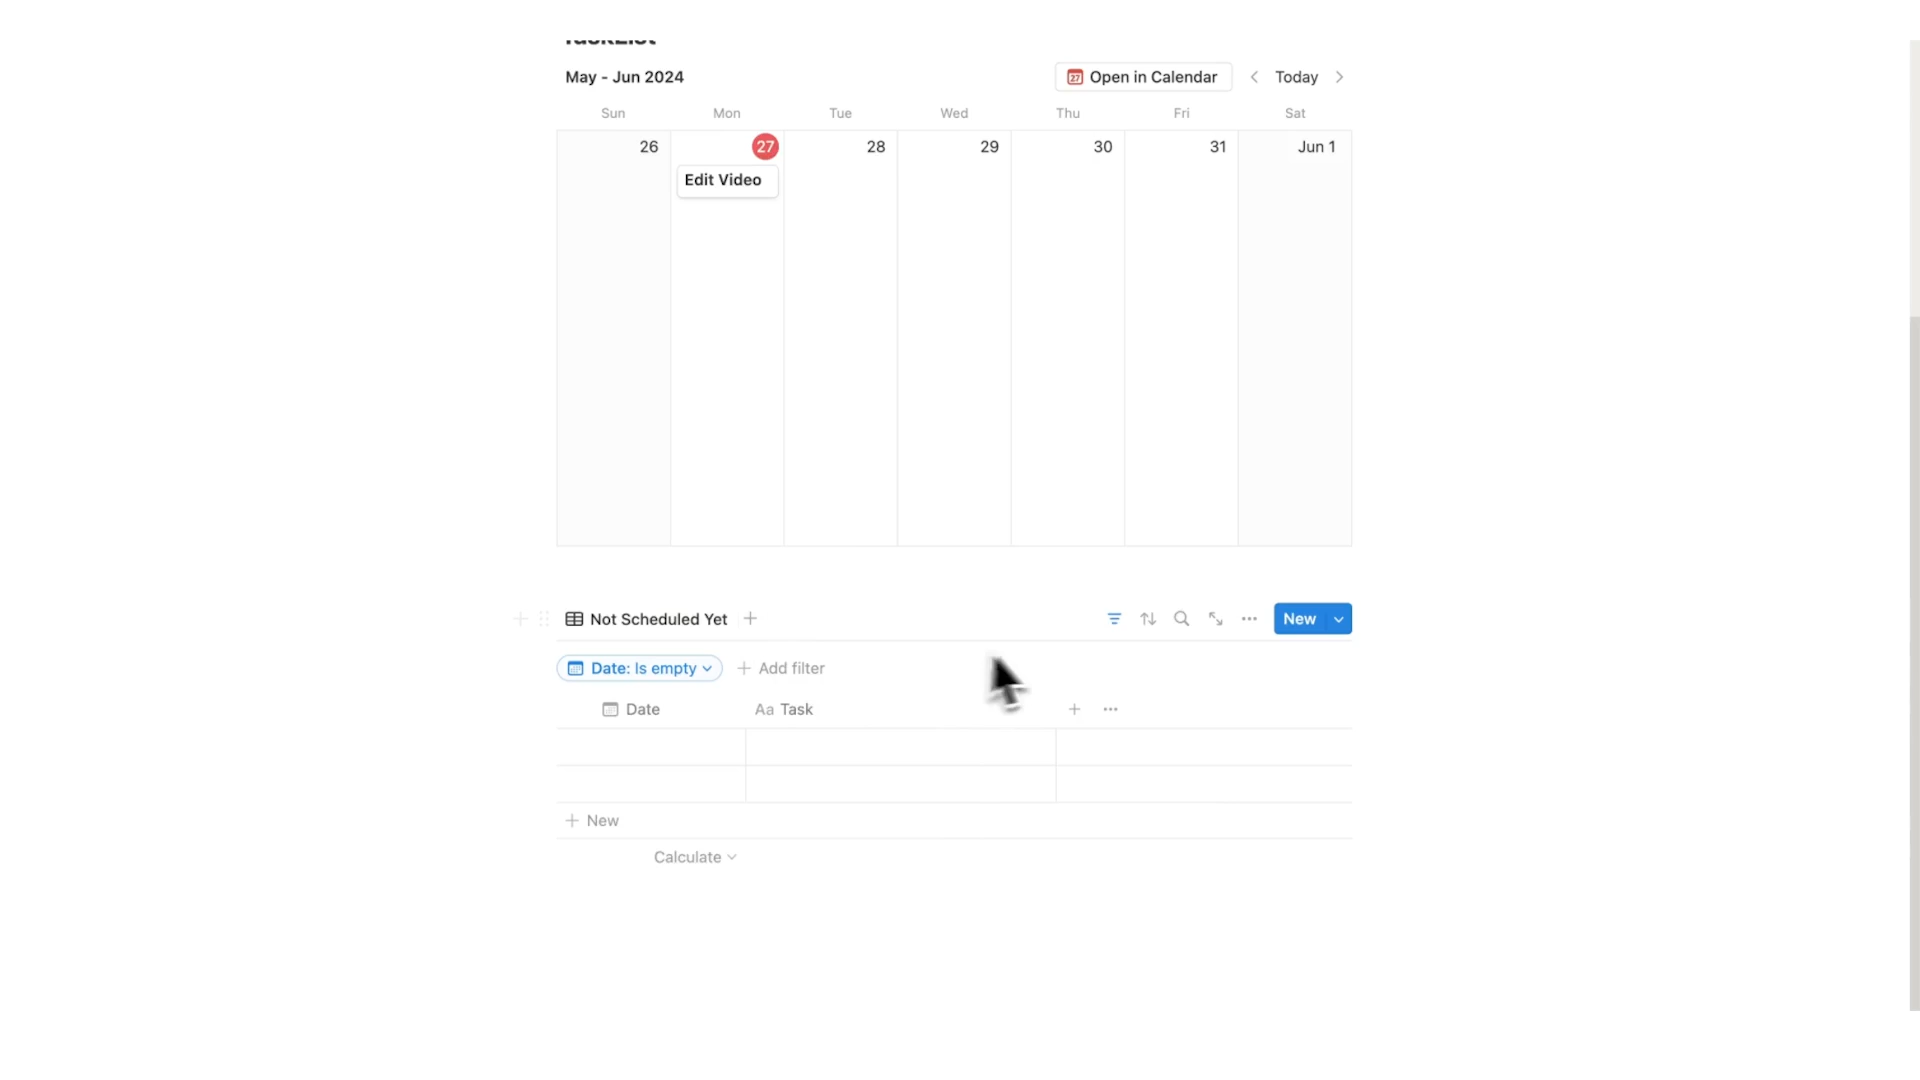 TaskList
May - Jun 2024
27 Open in Calendar
Today
Sun Mon Tue Wed Thu Fri Sat
26 27 28 29 30 31 Jun 1
Edit Video
Not Scheduled Yet
New
Date: Is empty
Add filter
Date
Aa Task
New
Calculate